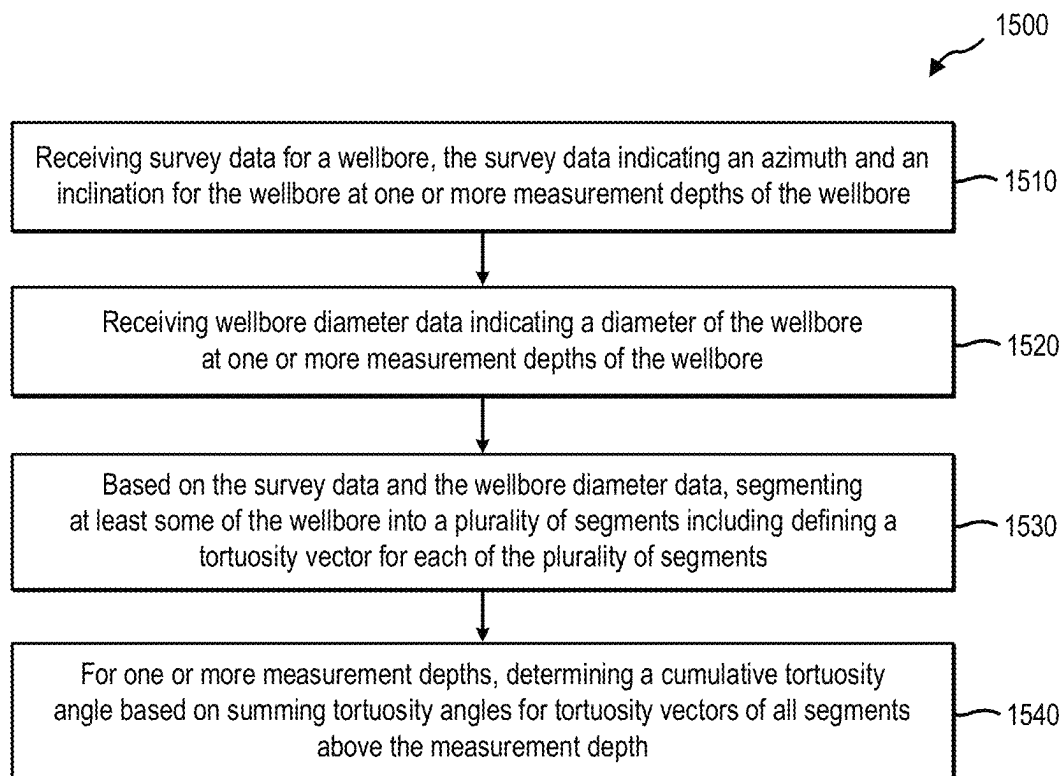 1500
Receiving survey data for a wellbore, the survey data indicating an azimuth and an
inclination for the wellbore at one or more measurement depths of the wellbore
1510
Receiving wellbore diameter data indicating a diameter of the wellbore
at one or more measurement depths of the wellbore
1520
Based on the survey data and the wellbore diameter data, segmenting
at least some of the wellbore into a plurality of segments including defining a
tortuosity vector for each of the plurality of segments
1530
For one or more measurement depths, determining a cumulative tortuosity
angle based on summing tortuosity angles for tortuosity vectors of all segments
above the measurement depth
1540